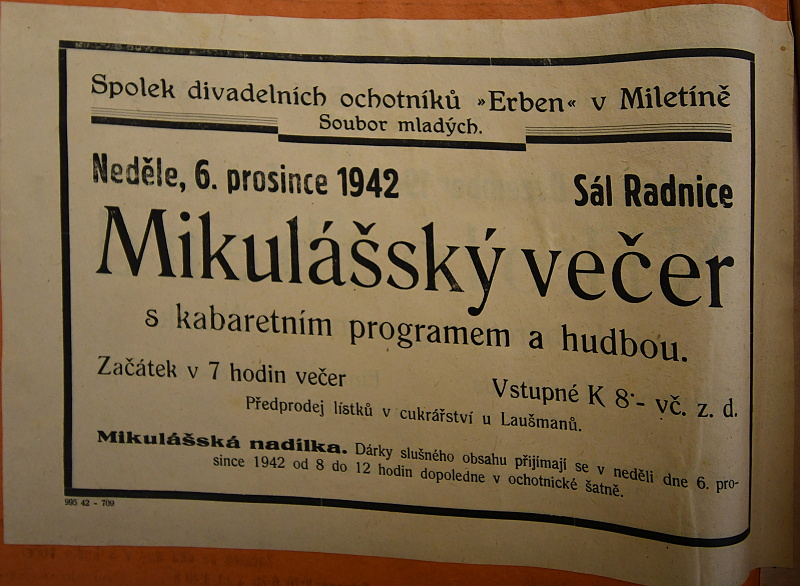 Spolek divadelních ochotníků »Erben« v Miletíně
Soubor mladých.
Neděle, 6. prosince 1942
Sál Radnice
Mikulášský večer
s kabaretním programem a hudbou.
Začátek v 7 hodin večer
Vstupné K 8·- vč. z. d.
Předprodej lístků v cukrářství u Laušmanů.
Mikulášská nadílka. Dárky slušného obsahu přijímají se v neděli dne 6. pro-
since 1942 od 8 do 12 hodin dopoledne v ochotnické šatně.
995 42 - 709